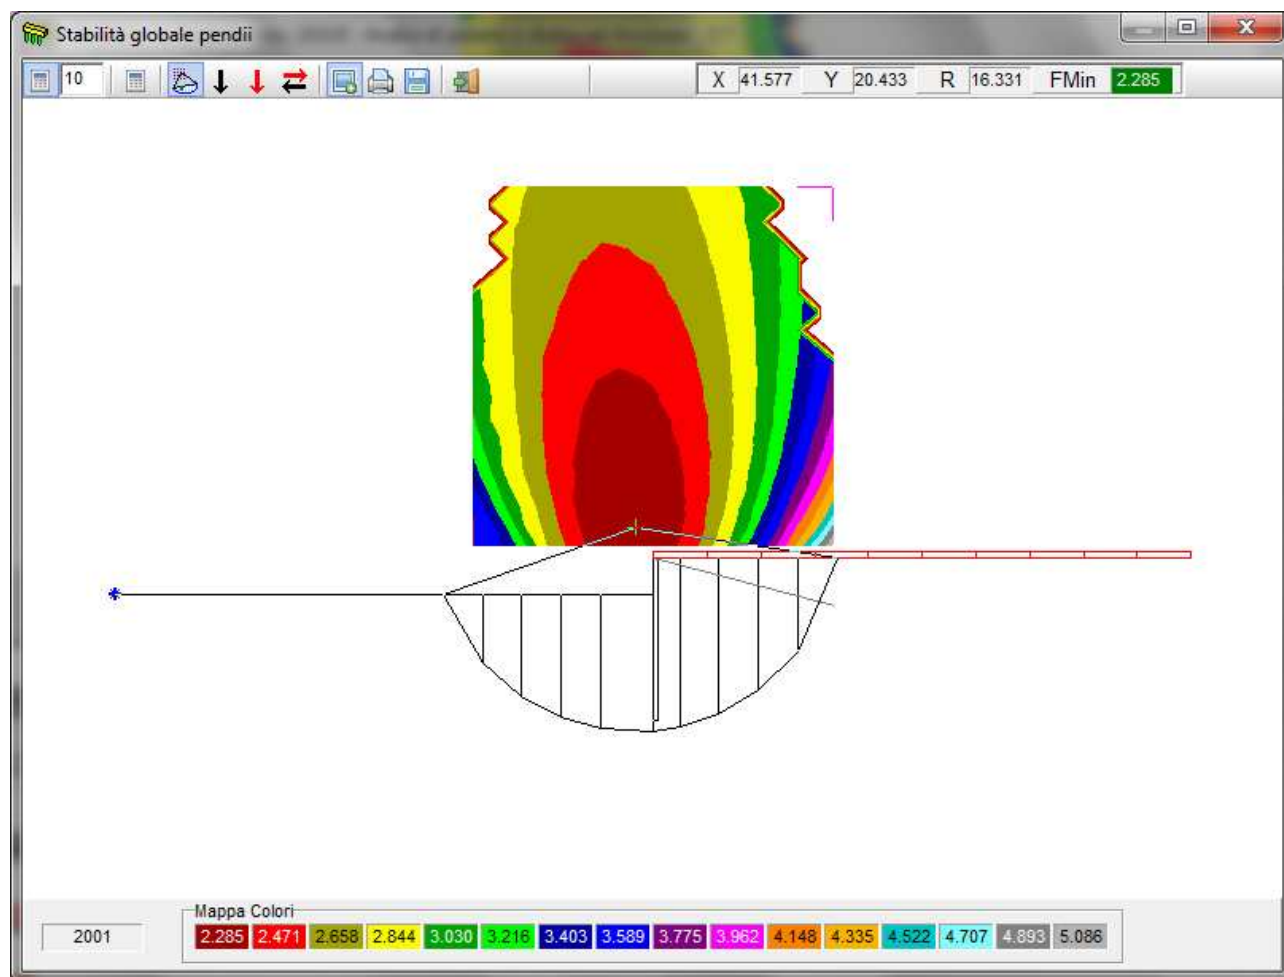 Stabilità globale pendii
10 X 41.577 Y 20.433 R 16.331 FMin 2.285
Mappa Colori
2001 2.285 2.471 2.658 2.844 3.030 3.216 3.403 3.589 3.775 3.962 4.148 4.335 4.522 4.707 4.893 5.086